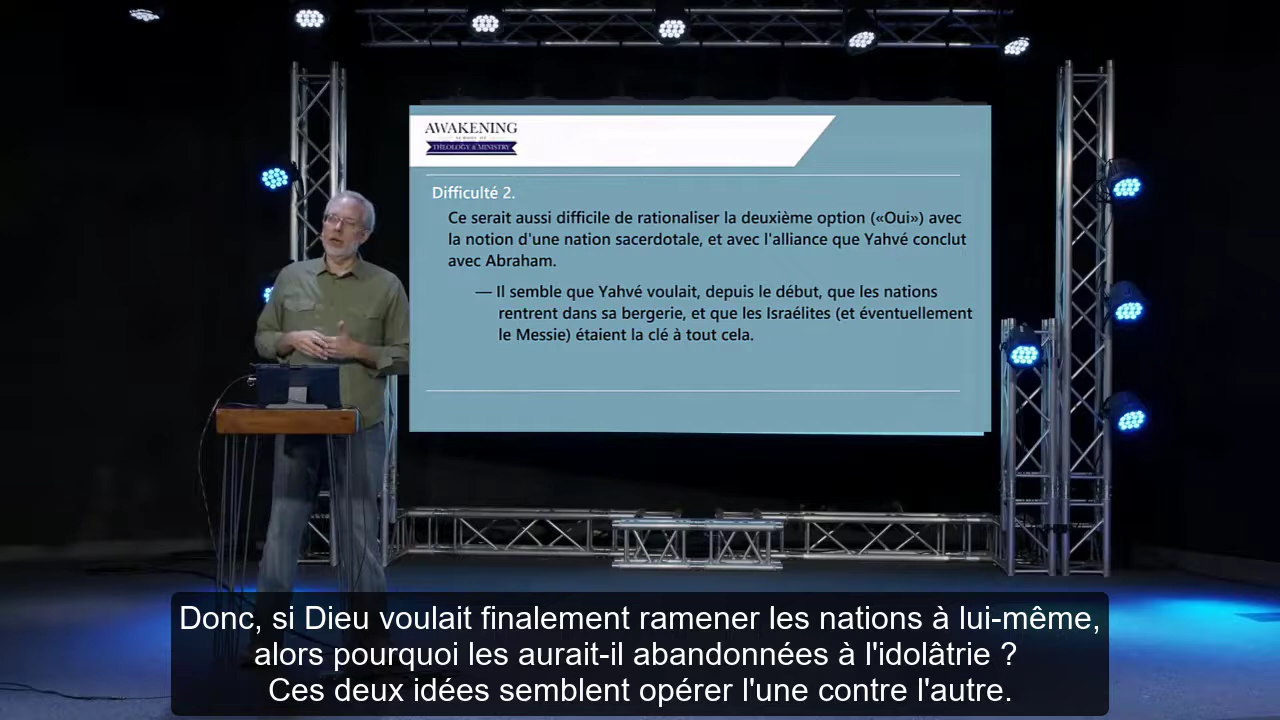 AWAKENING
THEOLOGY & MINISTRY
Difficulté 2.
Ce serait aussi difficile de rationaliser la deuxième option («Oui») avec
la notion d'une nation sacerdotale, et avec l'alliance que Yahvé conclut
avec Abraham.
— Il semble que Yahvé voulait, depuis le début, que les nations
rentrent dans sa bergerie, et que les Israélites (et éventuellement
le Messie) étaient la clé à tout cela.
Donc, si Dieu voulait finalement ramener les nations à lui-même,
alors pourquoi les aurait-il abandonnées à l'idolâtrie ?
Ces deux idées semblent opérer l'une contre l'autre.